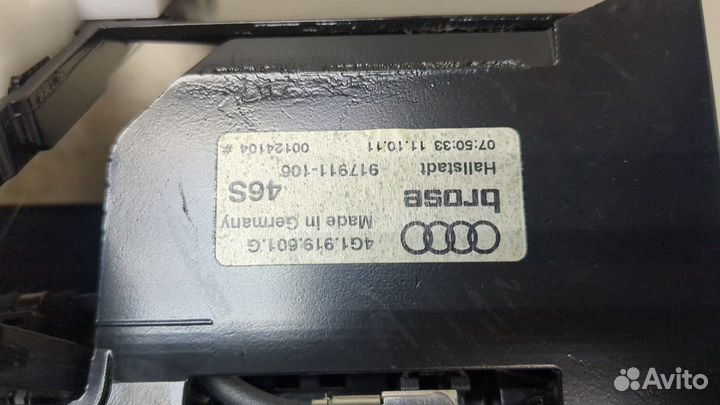 4G1.919.601.G
Made in Germany
brose
46S
Hallstadt
917911-106
07:50:33 11.10.11
00124104 #
Avito